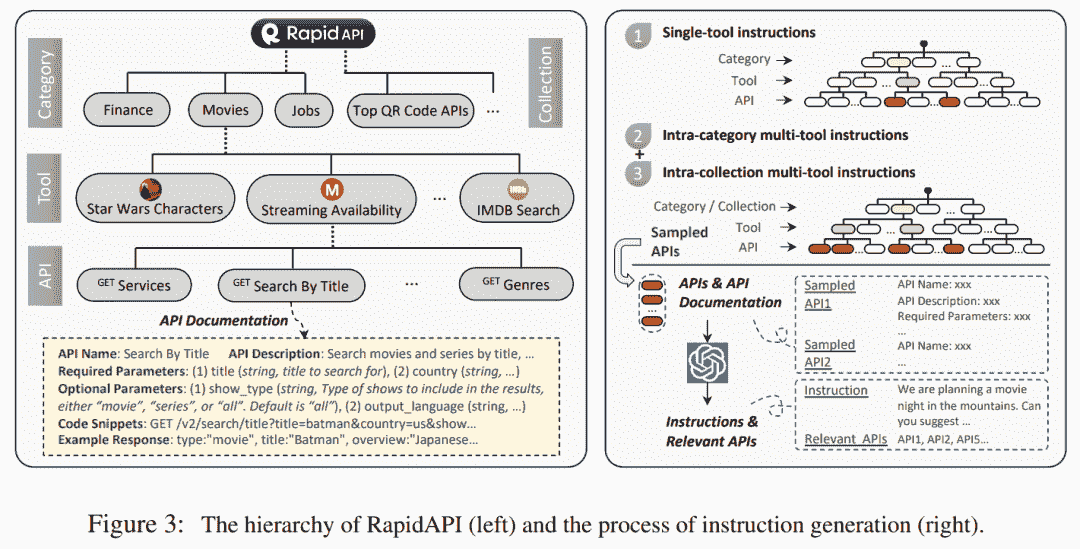 Rapid API
Category
Collection
Finance
Movies
Jobs
Top QR Code APIs
...
Tool
Star Wars Characters
M
Streaming Availability
...
IMDB Search
API
GET Services
GET Search By Title
...
GET Genres
API Documentation
API Name: Search By Title API Description: Search movies and series by title, ...
Required Parameters: (1) title (string, title to search for), (2) country (string, ...)
Optional Parameters: (1) show_type (string, Type of shows to include in the results,
either “movie”, “series”, or “all”. Default is “all”), (2) output_language (string, ...)
Code Snippets: GET /v2/search/title?title=batman&country=us&show...
Example Response: type:"movie", title:"Batman", overview:"Japanese...
1 Single-tool instructions
Category
Tool
API
2 Intra-category multi-tool instructions
+
3 Intra-collection multi-tool instructions
Category / Collection
Tool
API
Sampled
APIs
APIs & API
Documentation
Sampled
API1
API Name: xxx
API Description: xxx
Required Parameters: xxx
...
Sampled
API2
API Name: xxx
...
Instructions &
Relevant APIs
Instruction
We are planning a movie
night in the mountains. Can
you suggest ...
Relevant APIs
API1, API2, API5...
Figure 3: The hierarchy of RapidAPI (left) and the process of instruction generation (right).